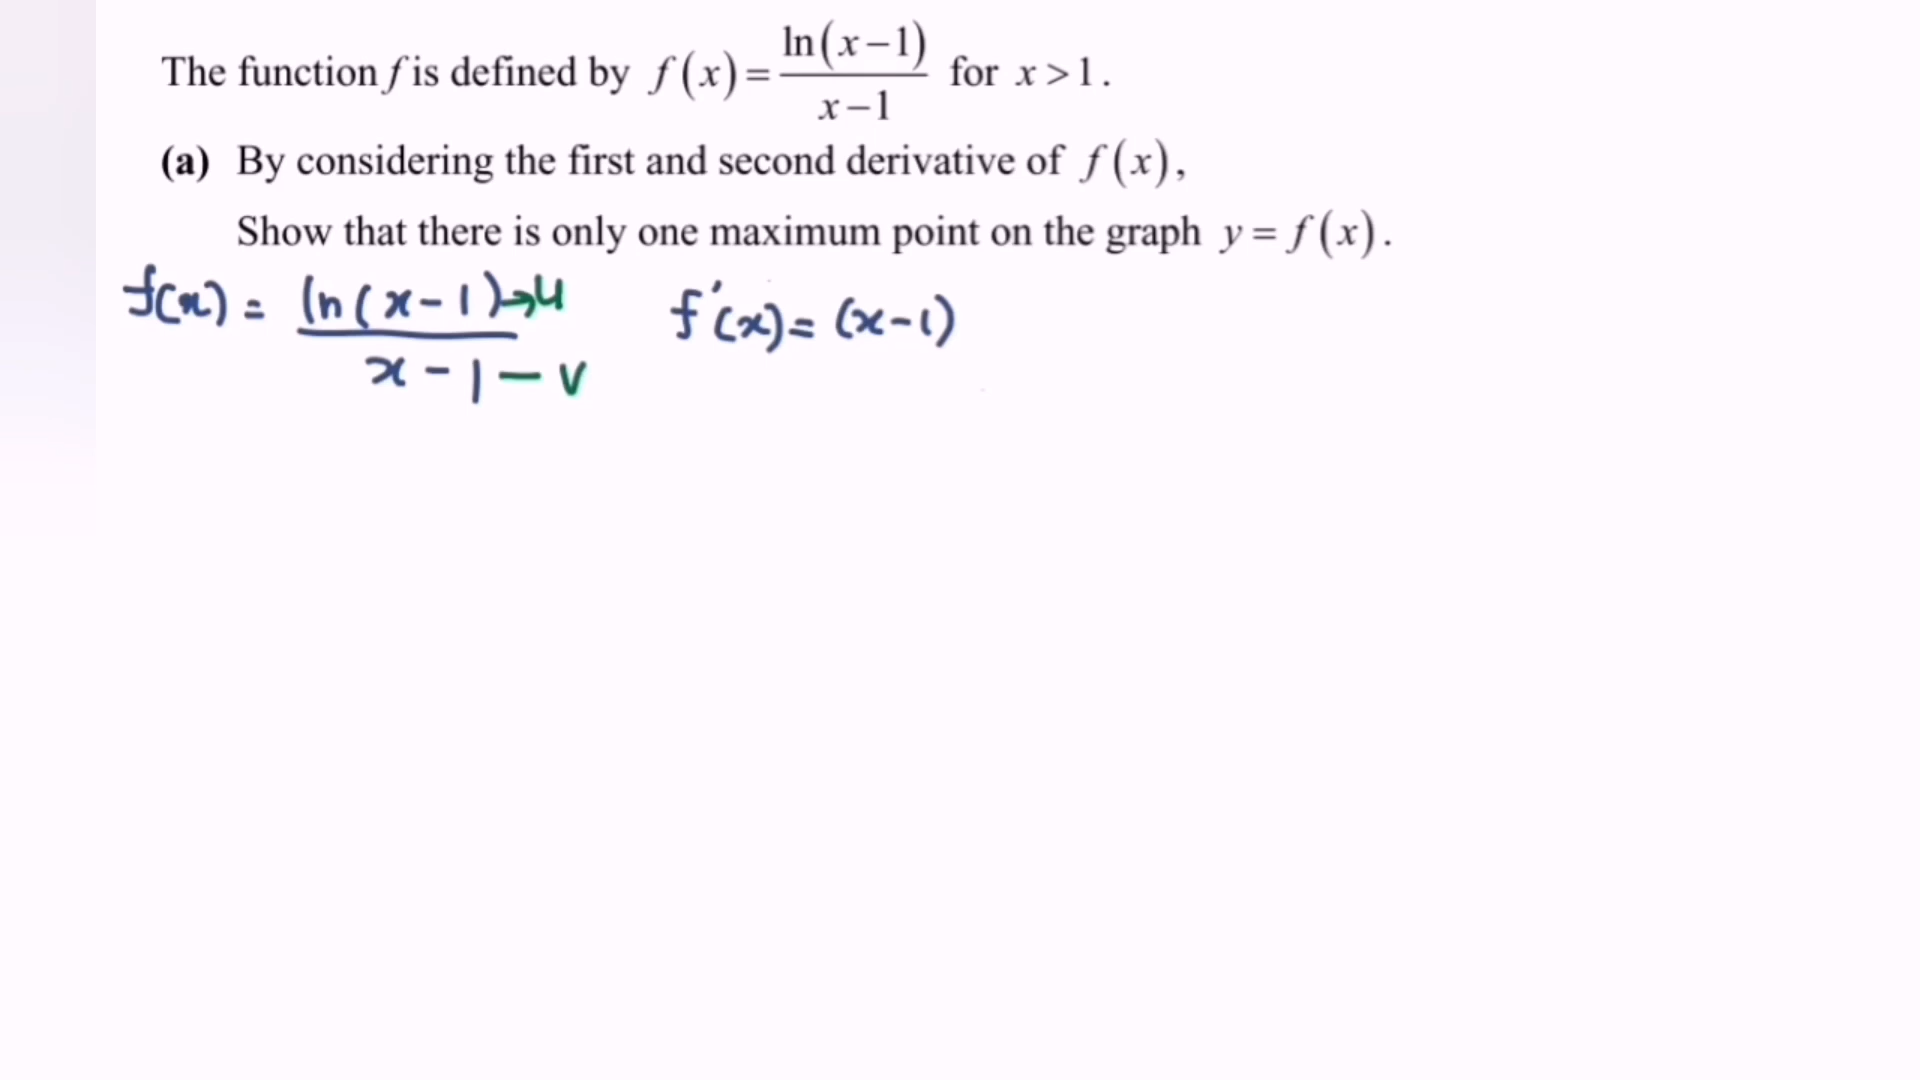 The function f is defined by f(x) = ln(x−1) / x−1 for x > 1.
(a) By considering the first and second derivative of f(x),
Show that there is only one maximum point on the graph y = f(x).
f(x) = ln(x-1) / x-1 → u – v
f'(x) = (x-1)